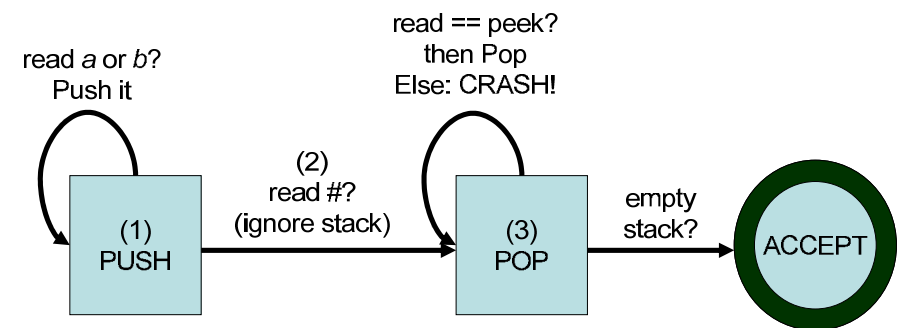 read a or b?
Push it
(1)
PUSH
(2)
read #?
(ignore stack)
read == peek?
then Pop
Else: CRASH!
(3)
POP
empty
stack?
ACCEPT